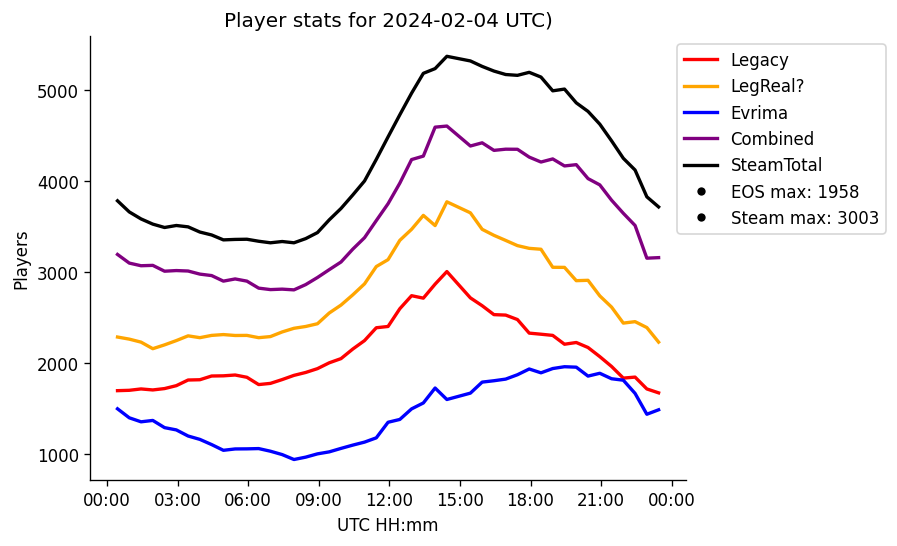 Player stats for 2024-02-04 UTC)
Legacy
LegReal?
Evrima
Combined
SteamTotal
EOS max: 1958
Steam max: 3003
Players
5000
4000
3000
2000
1000
00:00 03:00 06:00 09:00 12:00 15:00 18:00 21:00 00:00
UTC HH:mm